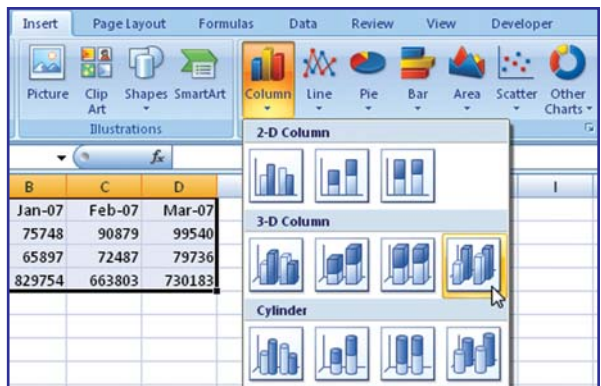 Insert Page Layout Formulas Data Review View Developer
Picture Clip Art Shapes SmartArt Column Line Pie Bar Area Scatter Other Charts
Illustrations
2-D Column
fx
B C D I
Jan-07 Feb-07 Mar-07
3-D Column
75748 90879 99540
65897 72487 79736
829754 663803 730183
Cylinder